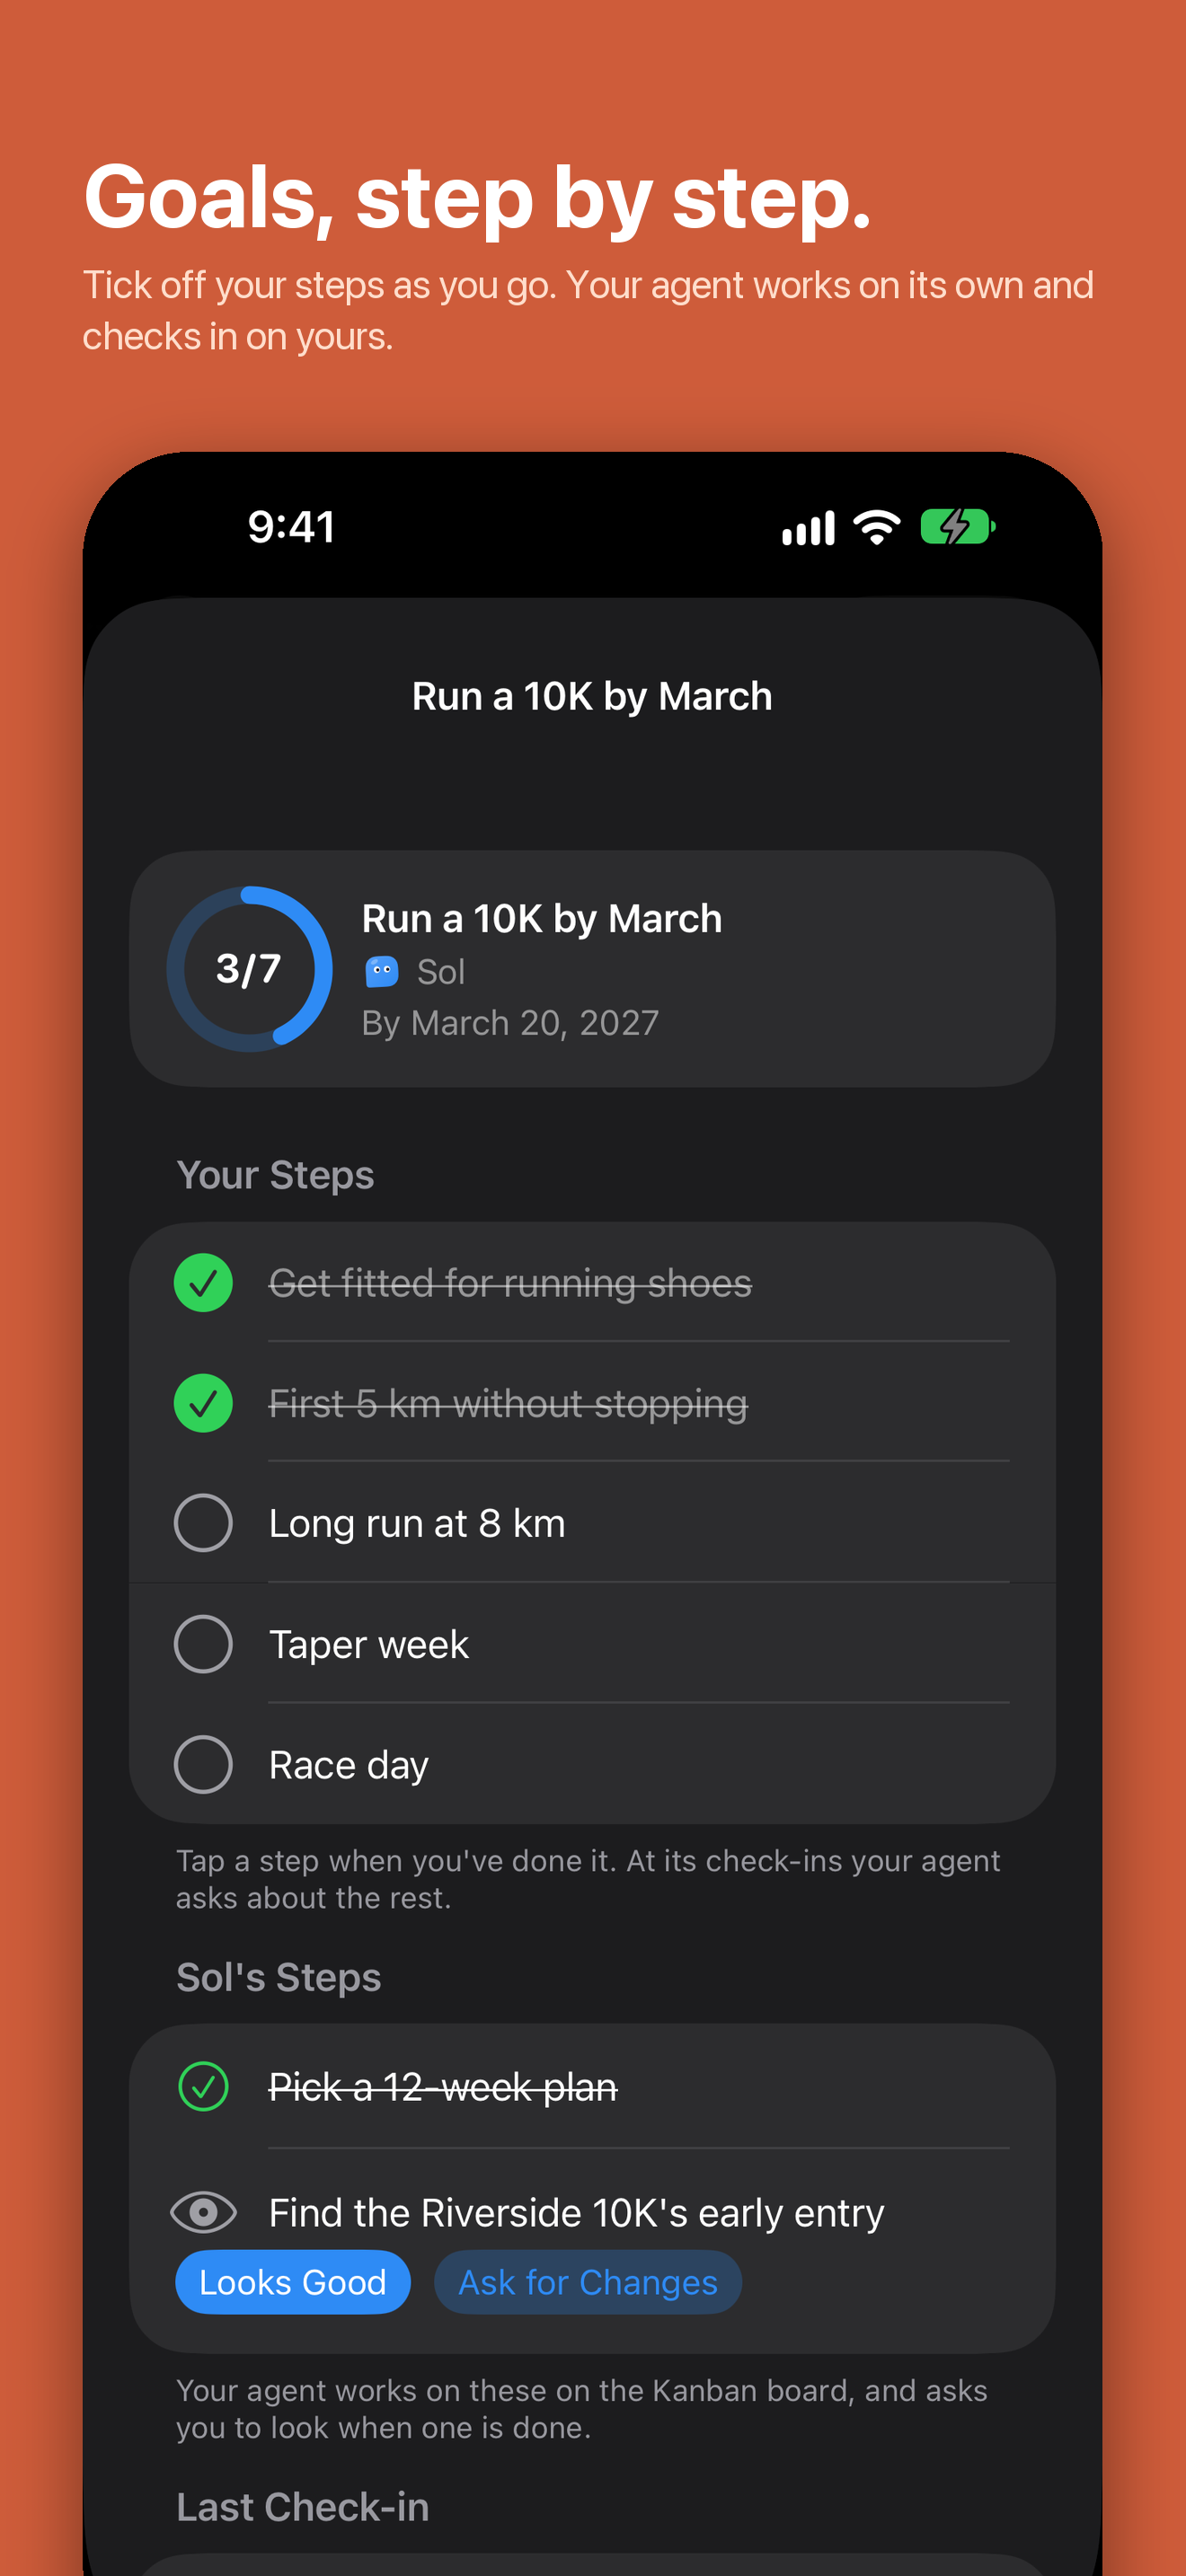 Goals, step by step.
Tick off your steps as you go. Your agent works on its own and
checks in on yours.
9:41
Run a 10K by March
3/7
Run a 10K by March
Sol
By March 20, 2027
Your Steps
Get fitted for running shoes
First 5 km without stopping
Long run at 8 km
Taper week
Race day
Tap a step when you've done it. At its check-ins your agent
asks about the rest.
Sol's Steps
Pick a 12-week plan
Find the Riverside 10K's early entry
Looks Good
Ask for Changes
Your agent works on these on the Kanban board, and asks
you to look when one is done.
Last Check-in